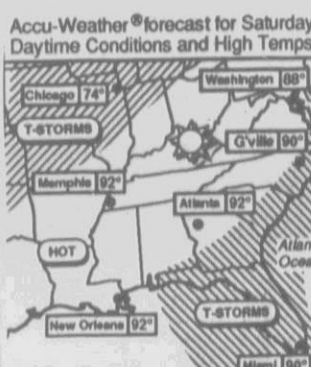 Accu-Weather® forecast for Saturday
Daytime Conditions and High Temps
Washington 88°
Chicago 74°
T-STORMS
G'ville 90°
Memphis 92°
Atlanta 92°
HOT
Atlan
Ocea
T-STORMS
New Orleans 92°
Miami 90°